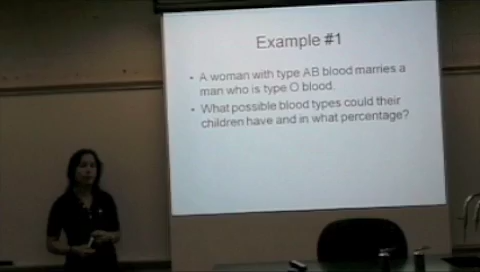 Example #1
• A woman with type AB blood marries a
man who is type O blood.
• What possible blood types could their
children have and in what percentage?